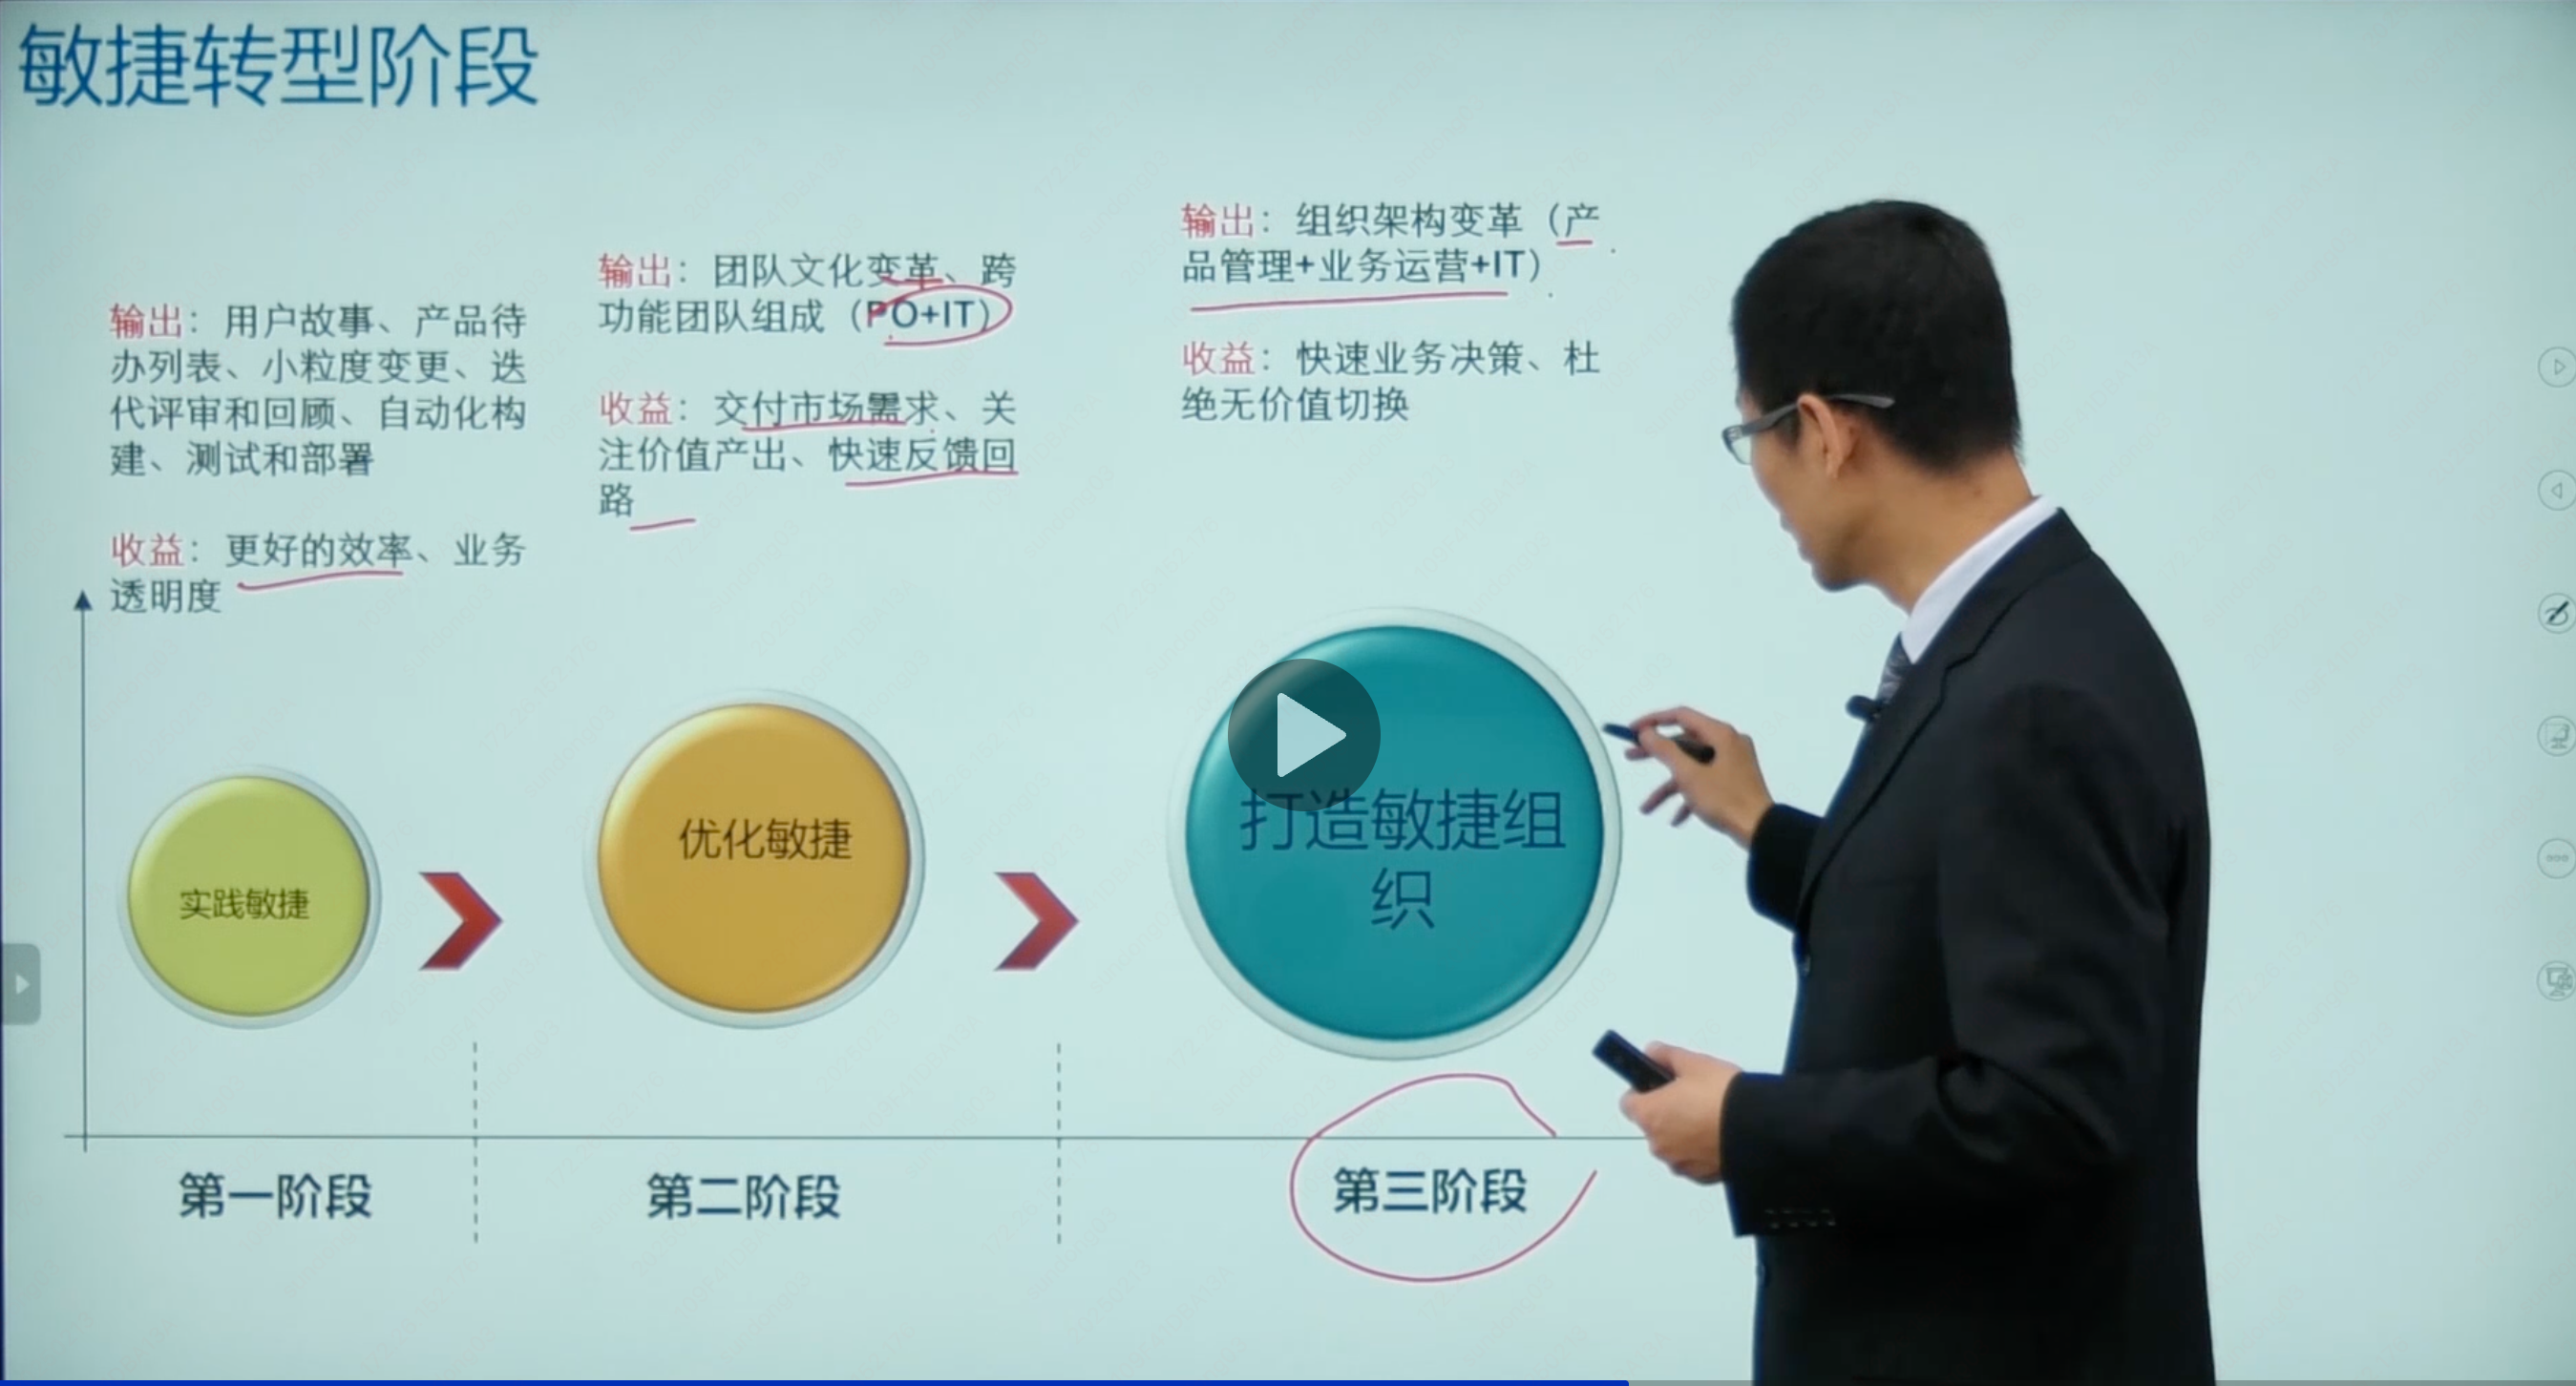 敏捷转型阶段
输出：用户故事、产品待
办列表、小粒度变更、迭
代评审和回顾、自动化构
建、测试和部署
收益：更好的效率、业务
透明度
输出：团队文化变革、跨
功能团队组成（PO+IT）
收益：交付市场需求、关
注价值产出、快速反馈回
路
输出：组织架构变革（产
品管理+业务运营+IT）
收益：快速业务决策、杜
绝无价值切换
实践敏捷
优化敏捷
打造敏捷组
织
第一阶段
第二阶段
第三阶段